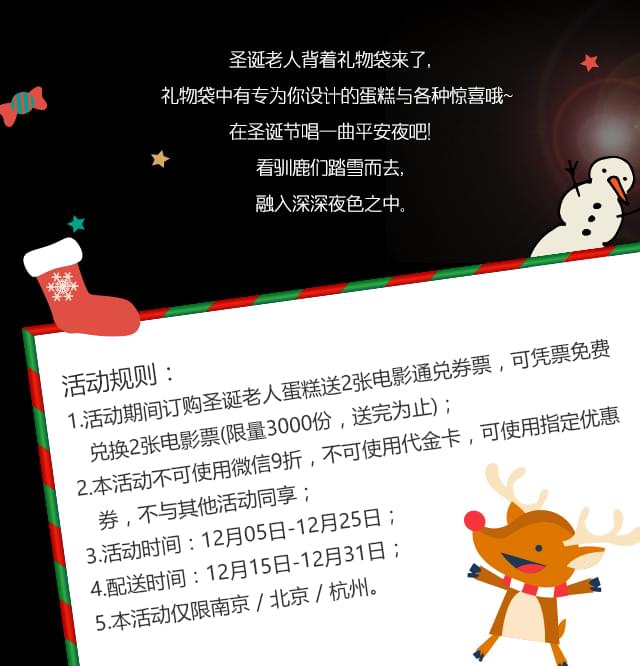 圣诞老人背着礼物袋来了,
礼物袋中有专为你设计的蛋糕与各种惊喜哦~
在圣诞节唱一曲平安夜吧!
看驯鹿们踏雪而去,
融入深深夜色之中。
活动规则：
1.活动期间订购圣诞老人蛋糕送2张电影通兑券票，可凭票免费
兑换2张电影票(限量3000份，送完为止)；
2.本活动不可使用微信9折，不可使用代金卡，可使用指定优惠
券，不与其他活动同享；
3.活动时间：12月05日-12月25日；
4.配送时间：12月15日-12月31日；
5.本活动仅限南京 / 北京 / 杭州。